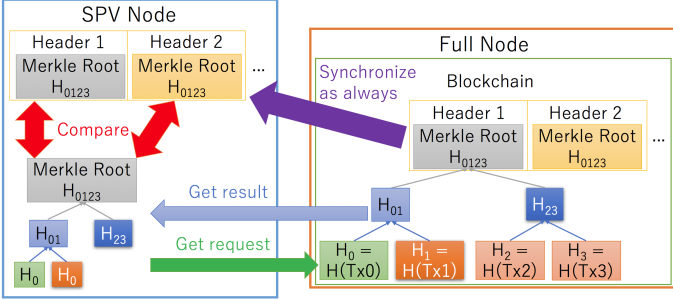 SPV Node
Header 1
Header 2
Merkle Root
H0123
Merkle Root
H0123
...
Compare
Merkle Root
H0123
H01
H23
H0
H0
Synchronize
as always
Get result
Get request
Full Node
Blockchain
Header 1
Header 2
Merkle Root
H0123
Merkle Root
H0123
...
H01
H23
H0 =
H(Tx0)
H1 =
H(Tx1)
H2 =
H(Tx2)
H3 =
H(Tx3)